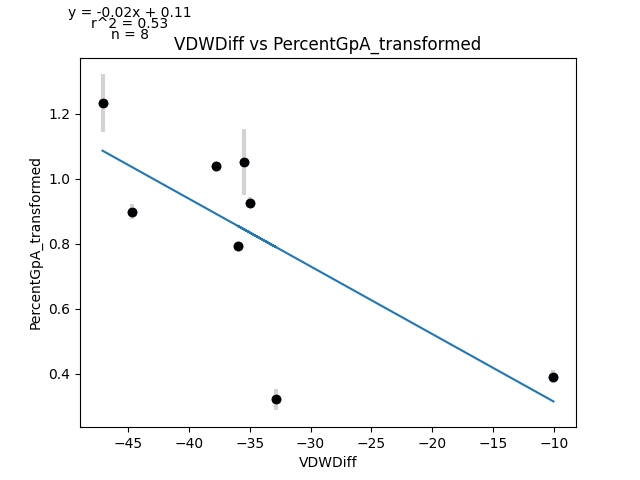 y = -0.02x + 0.11
r^2 = 0.53
n = 8
VDWDiff vs PercentGpA_transformed
PercentGpA_transformed
1.2
1.0
0.8
0.6
0.4
−45
−40
−35
−30
−25
−20
−15
−10
VDWDiff